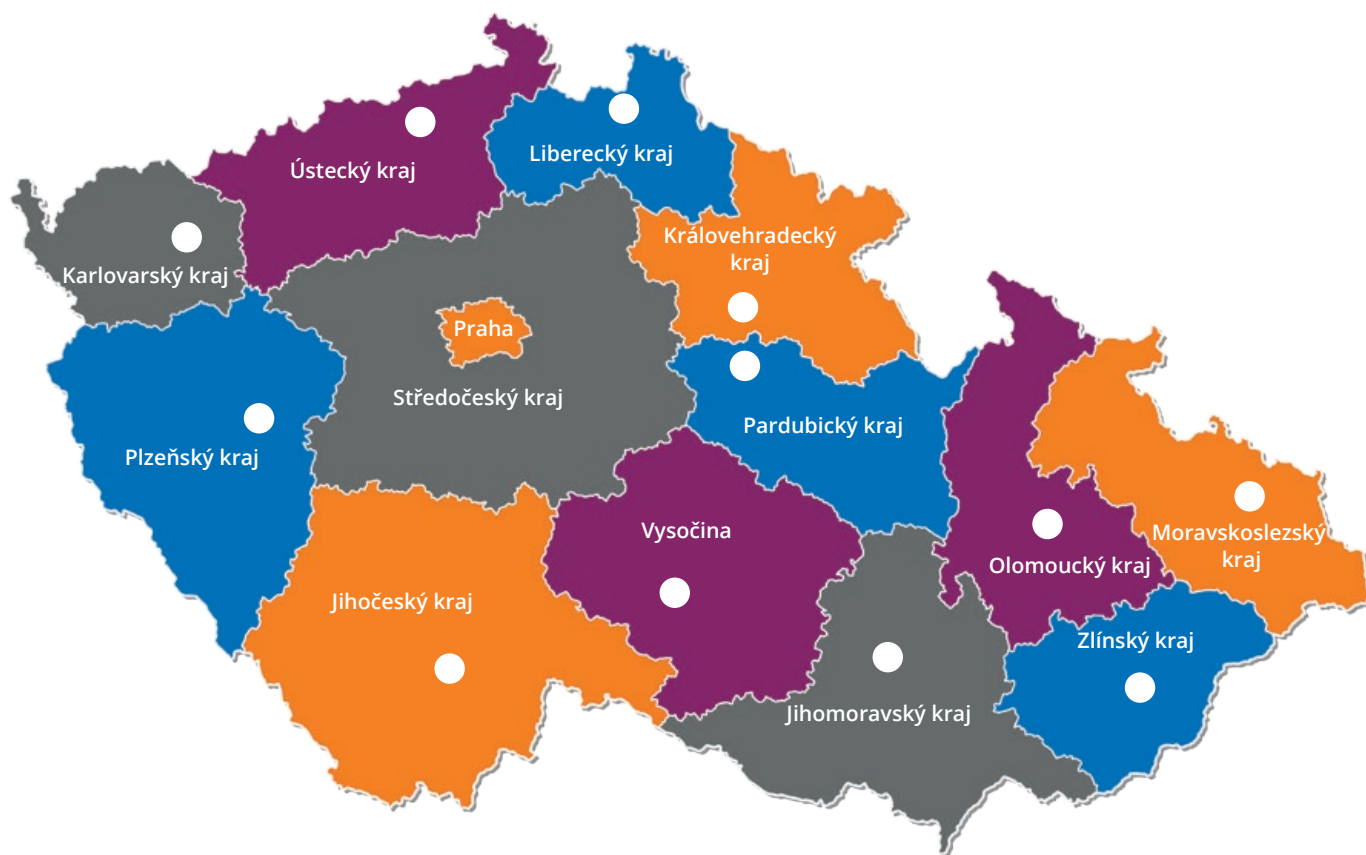 Ústecký kraj
Liberecký kraj
Královehradecký
kraj
Karlovarský kraj
Praha
Středočeský kraj
Pardubický kraj
Plzeňský kraj
Vysočina
Moravskoslezský
kraj
Olomoucký kraj
Jihočeský kraj
Zlínský kraj
Jihomoravský kraj